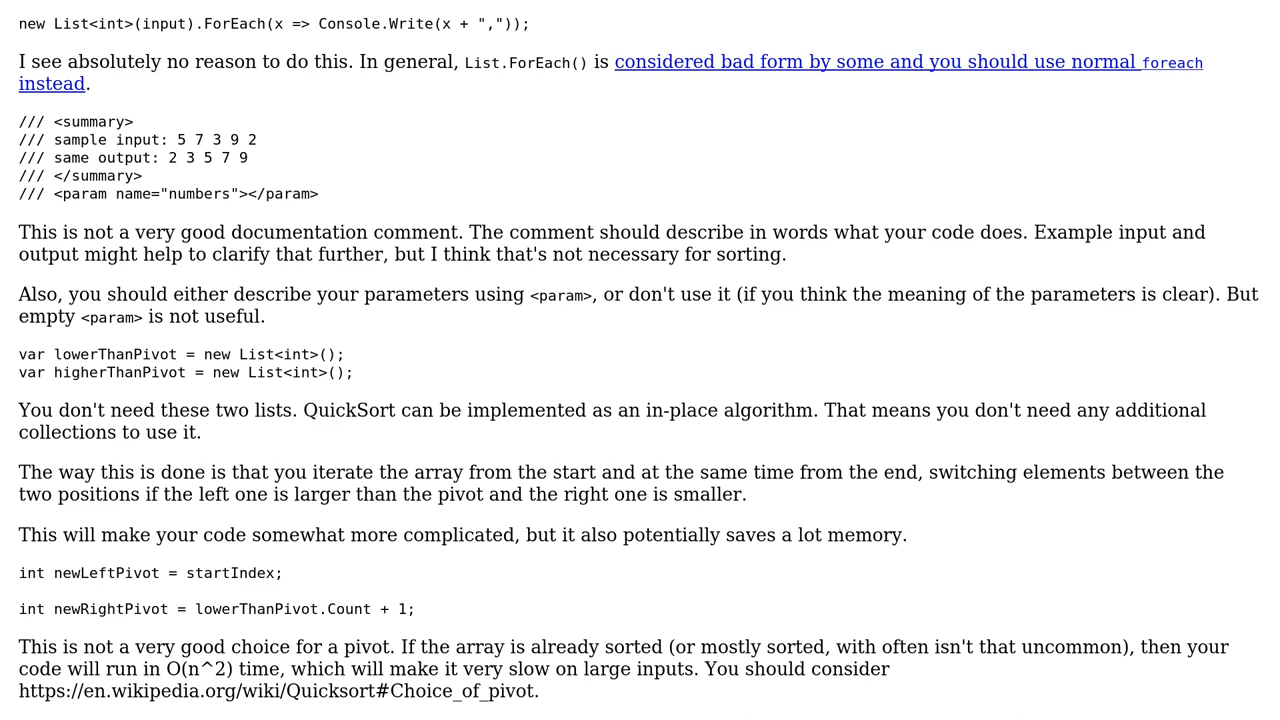 new List<int>(input).ForEach(x => Console.Write(x + ","));
I see absolutely no reason to do this. In general, List.ForEach() is considered bad form by some and you should use normal foreach
instead.
/// <summary>
/// sample input: 5 7 3 9 2
/// same output: 2 3 5 7 9
/// </summary>
/// <param name="numbers"></param>
This is not a very good documentation comment. The comment should describe in words what your code does. Example input and
output might help to clarify that further, but I think that's not necessary for sorting.
Also, you should either describe your parameters using <param>, or don't use it (if you think the meaning of the parameters is clear). But
empty <param> is not useful.
var lowerThanPivot = new List<int>();
var higherThanPivot = new List<int>();
You don't need these two lists. QuickSort can be implemented as an in-place algorithm. That means you don't need any additional
collections to use it.
The way this is done is that you iterate the array from the start and at the same time from the end, switching elements between the
two positions if the left one is larger than the pivot and the right one is smaller.
This will make your code somewhat more complicated, but it also potentially saves a lot memory.
int newLeftPivot = startIndex;
int newRightPivot = lowerThanPivot.Count + 1;
This is not a very good choice for a pivot. If the array is already sorted (or mostly sorted, with often isn't that uncommon), then your
code will run in O(n^2) time, which will make it very slow on large inputs. You should consider
https://en.wikipedia.org/wiki/Quicksort#Choice_of_pivot.